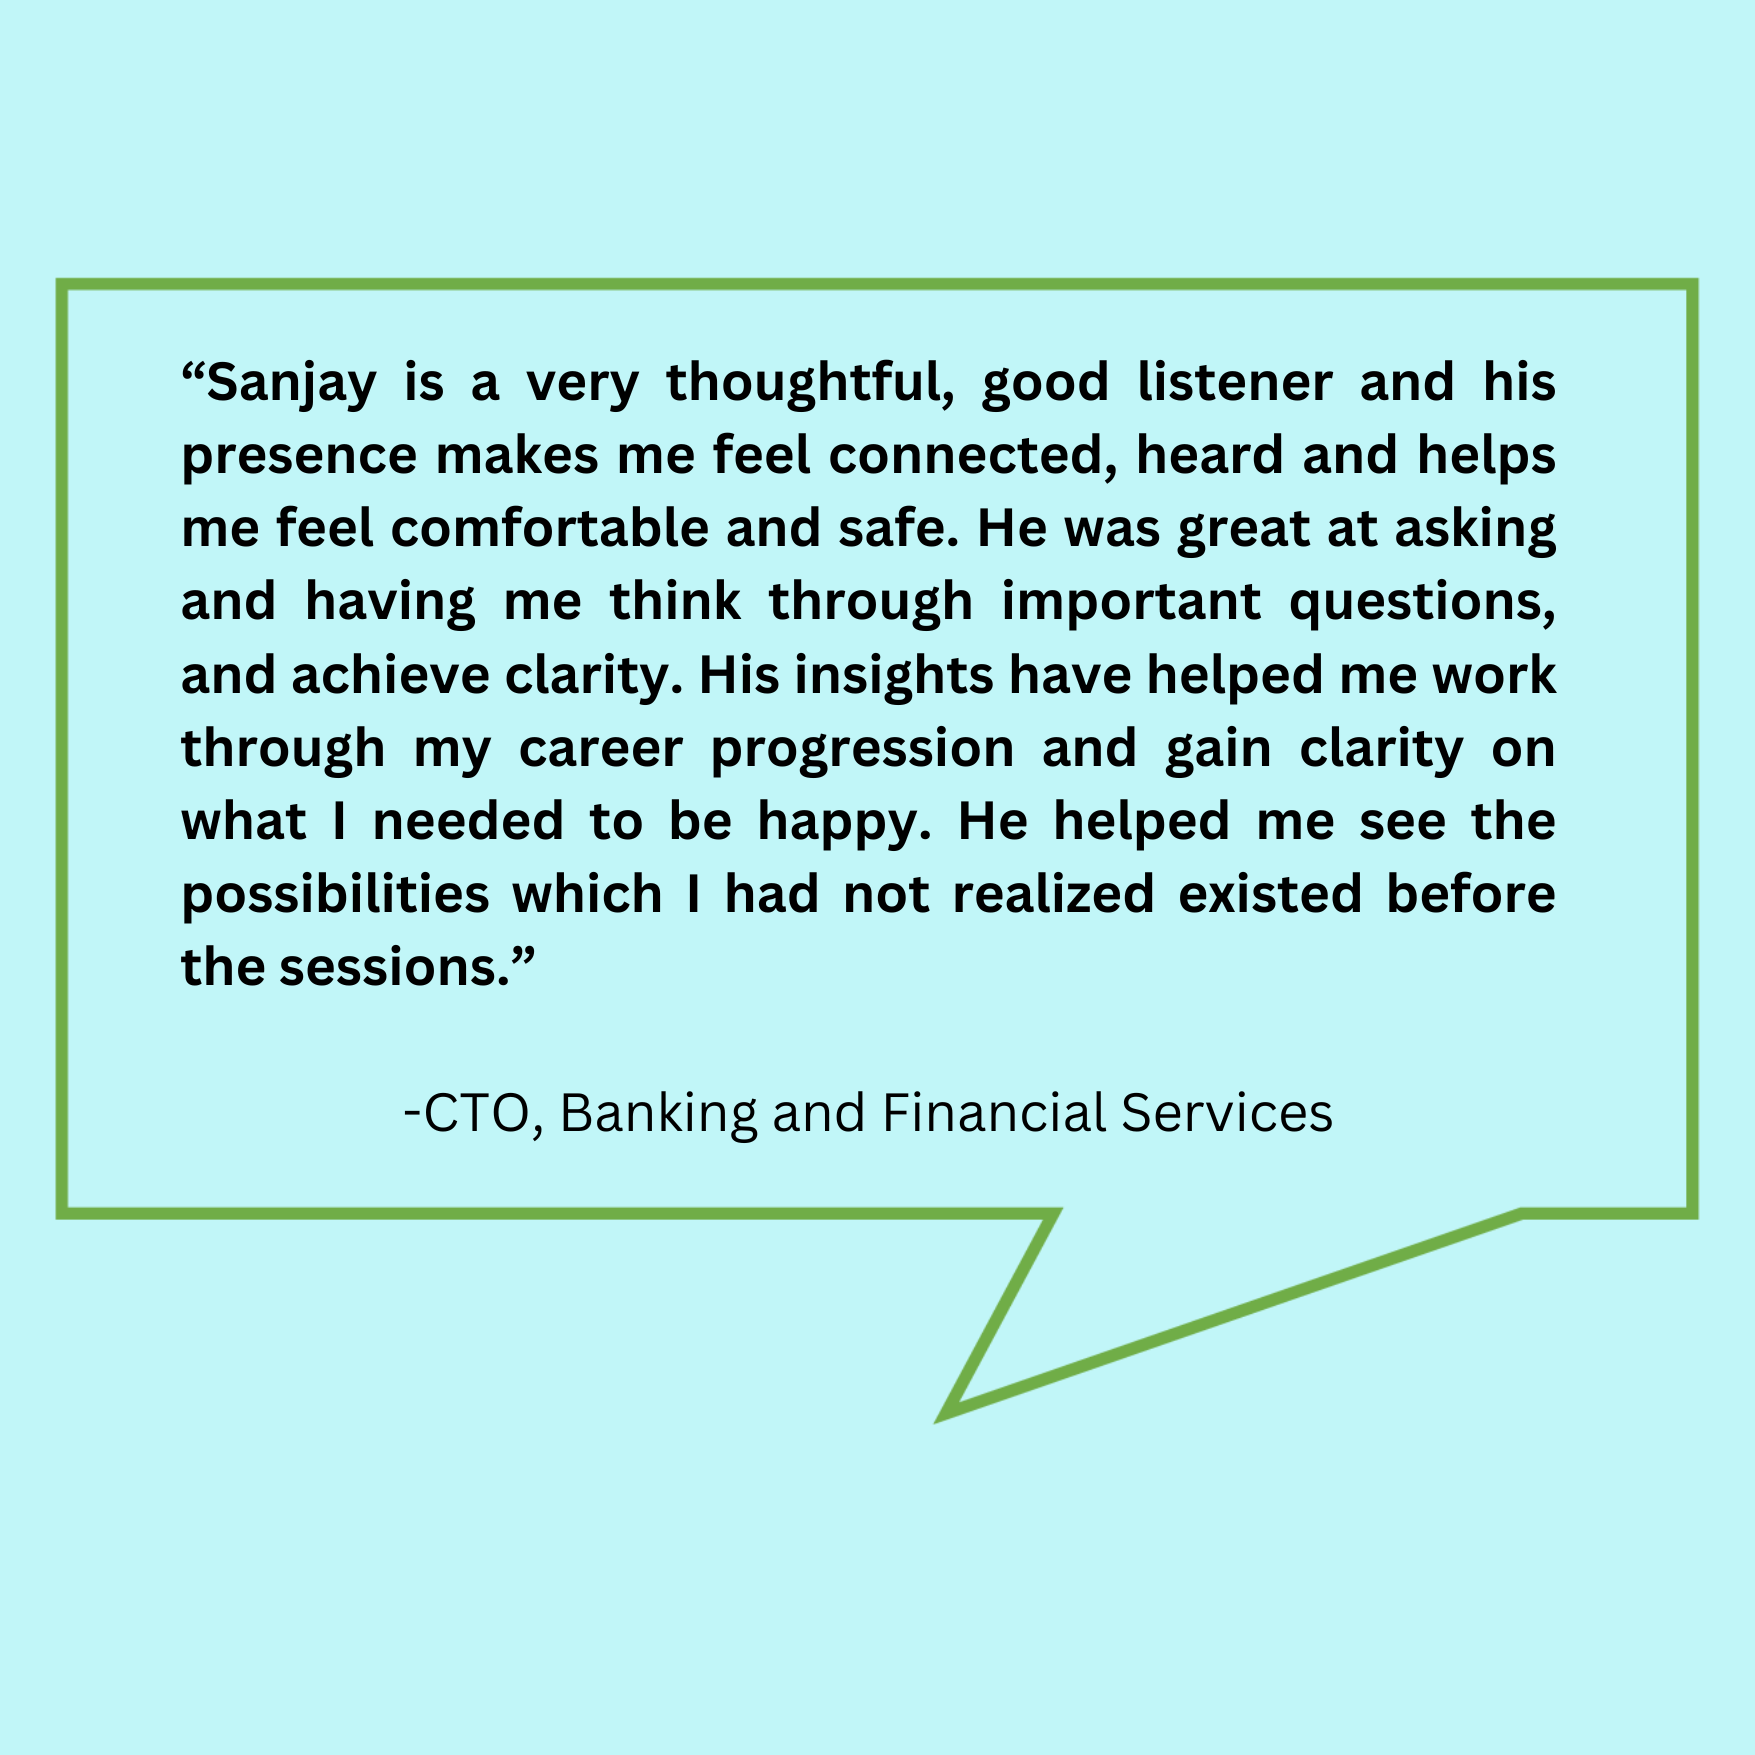 “Sanjay is a very thoughtful, good listener and his
presence makes me feel connected, heard and helps
me feel comfortable and safe. He was great at asking
and having me think through important questions,
and achieve clarity. His insights have helped me work
through my career progression and gain clarity on
what I needed to be happy. He helped me see the
possibilities which I had not realized existed before
the sessions.”
-CTO, Banking and Financial Services